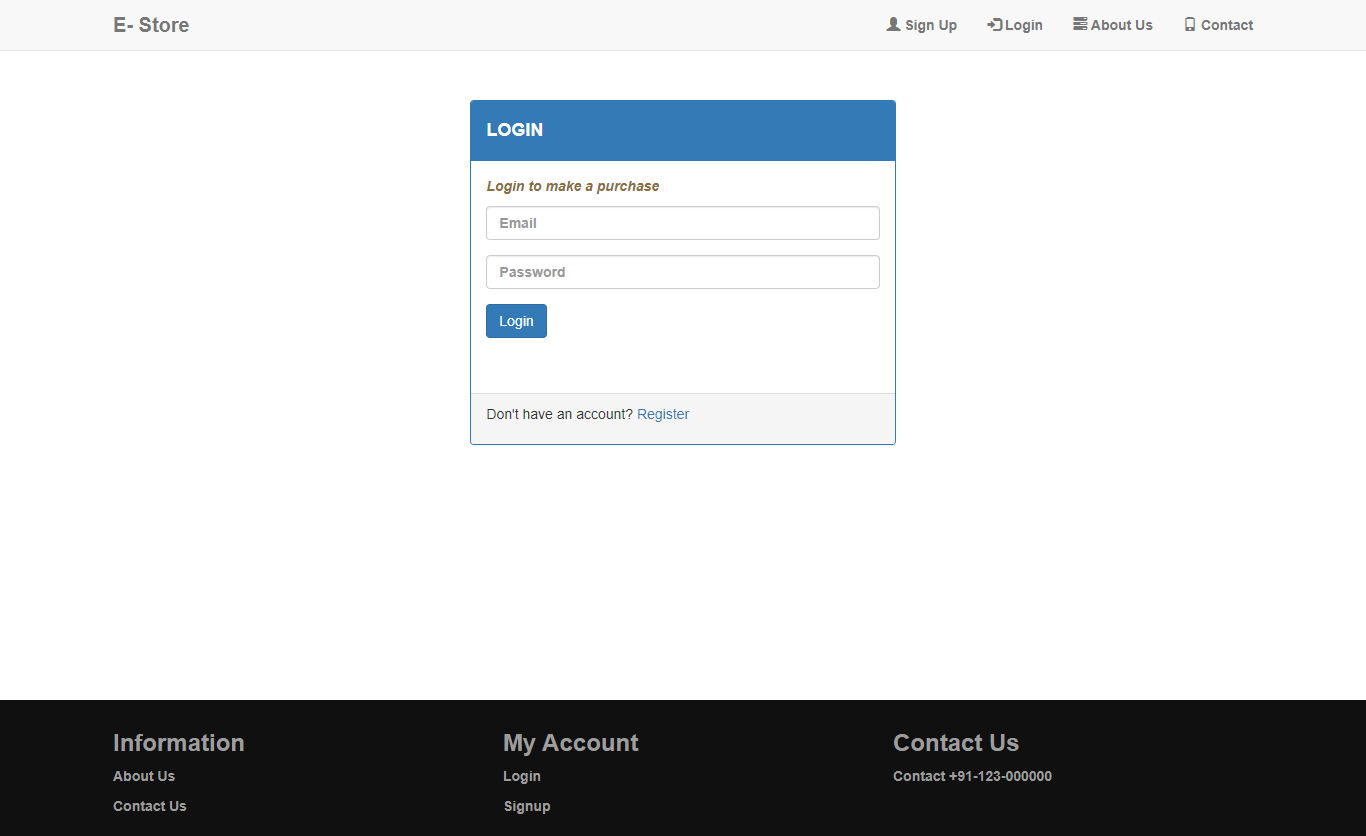 E- Store Sign Up Login About Us Contact
LOGIN
Login to make a purchase
Email
Password
Login
Don't have an account? Register
Information My Account Contact Us
About Us Login Contact +91-123-000000
Contact Us Signup